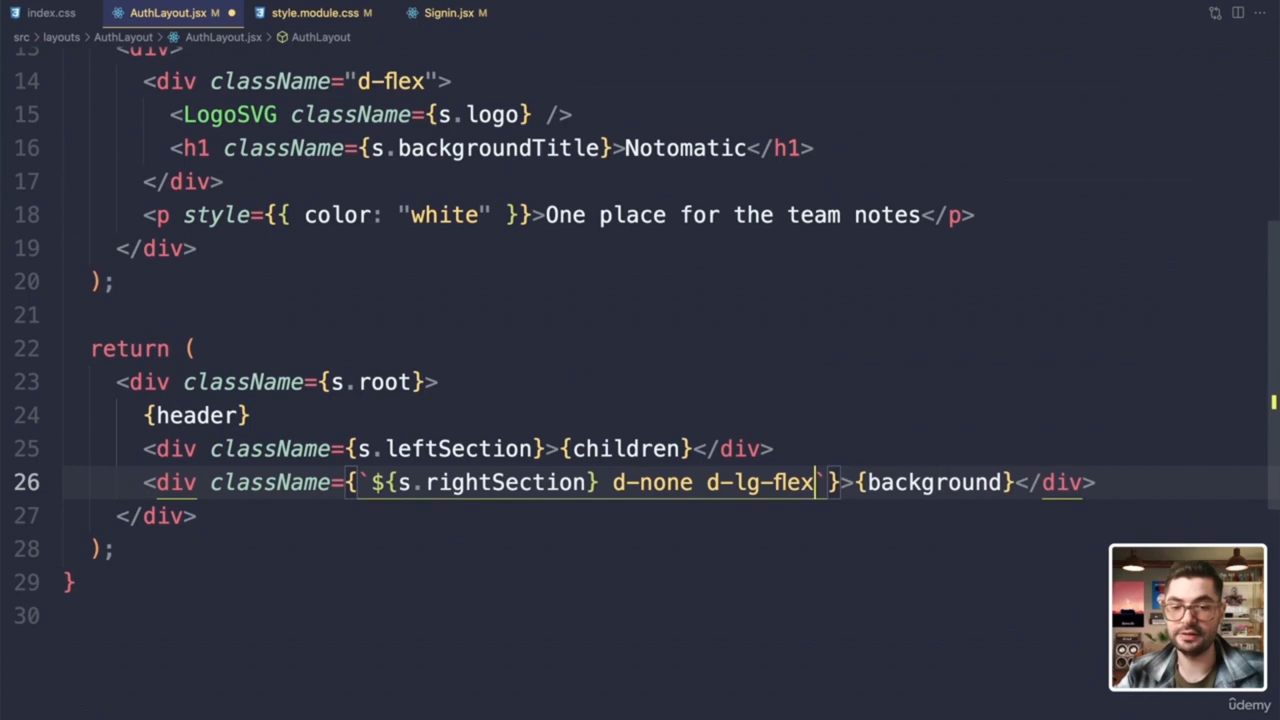 index.css AuthLayout.jsx M style.module.css M Signin.jsx M ...
src > layouts > AuthLayout > AuthLayout.jsx > AuthLayout
13 <div>
14 <div className="d-flex">
15 <LogoSVG className={s.logo} />
16 <h1 className={s.backgroundTitle}>Notomatic</h1>
17 </div>
18 <p style={{ color: "white" }}>One place for the team notes</p>
19 </div>
20 );
21
22 return (
23 <div className={s.root}>
24 {header}
25 <div className={s.leftSection}>{children}</div>
26 <div className={`${s.rightSection} d-none d-lg-flex`}>{background}</div>
27 </div>
28 );
29 }
30
ûdemy